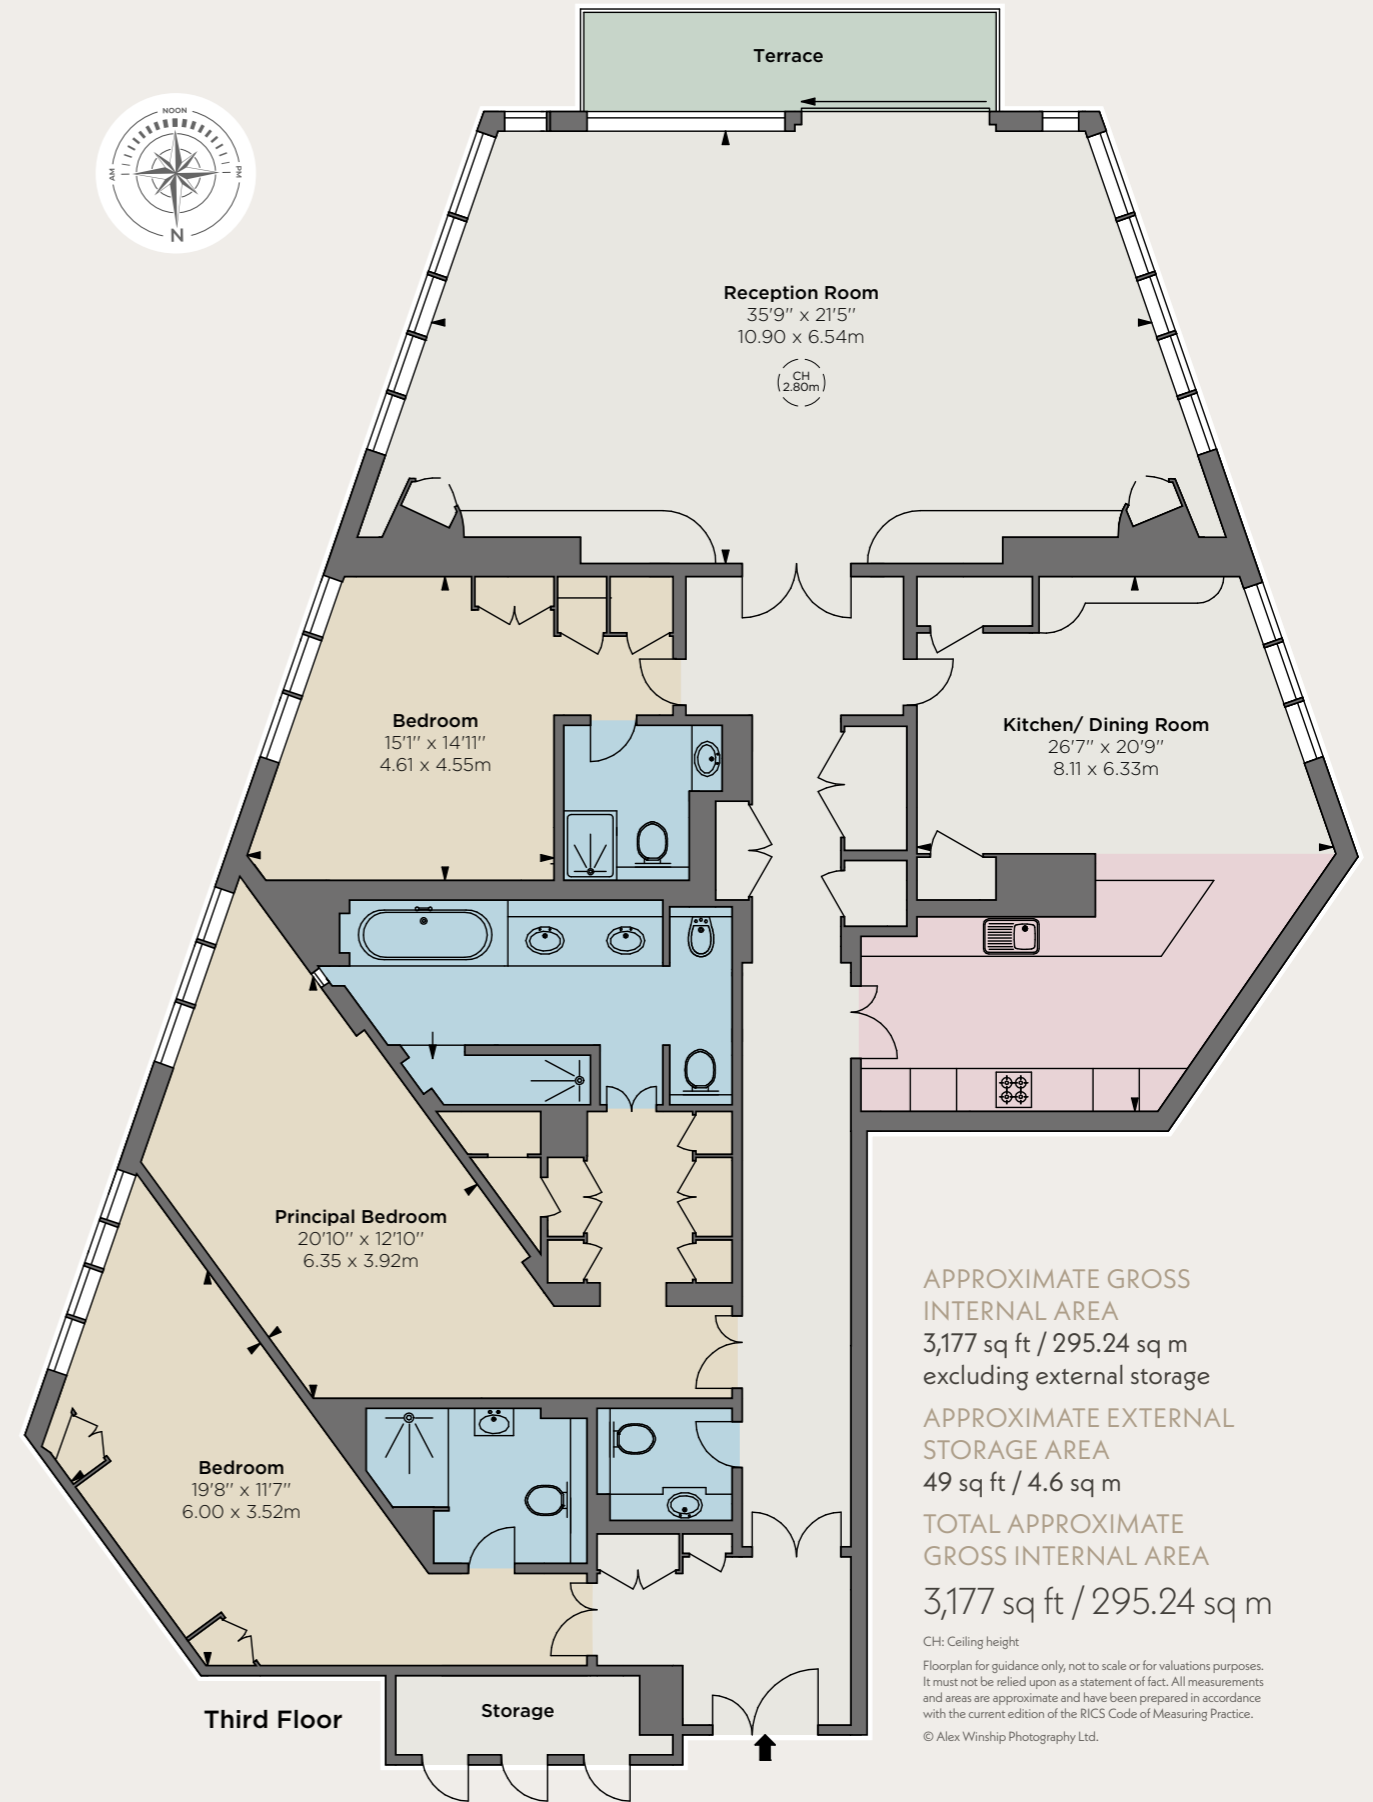 Terrace
NOON
AM
PM
N
Reception Room
35'9" x 21'5"
10.90 x 6.54m
CH
2.80m
Bedroom
15'1" x 14'11"
4.61 x 4.55m
Kitchen/ Dining Room
26'7" x 20'9"
8.11 x 6.33m
Principal Bedroom
20'10" x 12'10"
6.35 x 3.92m
Bedroom
19'8" x 11'7"
6.00 x 3.52m
Storage
Third Floor
APPROXIMATE GROSS
INTERNAL AREA
3,177 sq ft / 295.24 sq m
excluding external storage
APPROXIMATE EXTERNAL
STORAGE AREA
49 sq ft / 4.6 sq m
TOTAL APPROXIMATE
GROSS INTERNAL AREA
3,177 sq ft / 295.24 sq m
CH: Ceiling height
Floorplan for guidance only, not to scale or for valuations purposes.
It must not be relied upon as a statement of fact. All measurements
and areas are approximate and have been prepared in accordance
with the current edition of the RICS Code of Measuring Practice.
© Alex Winship Photography Ltd.